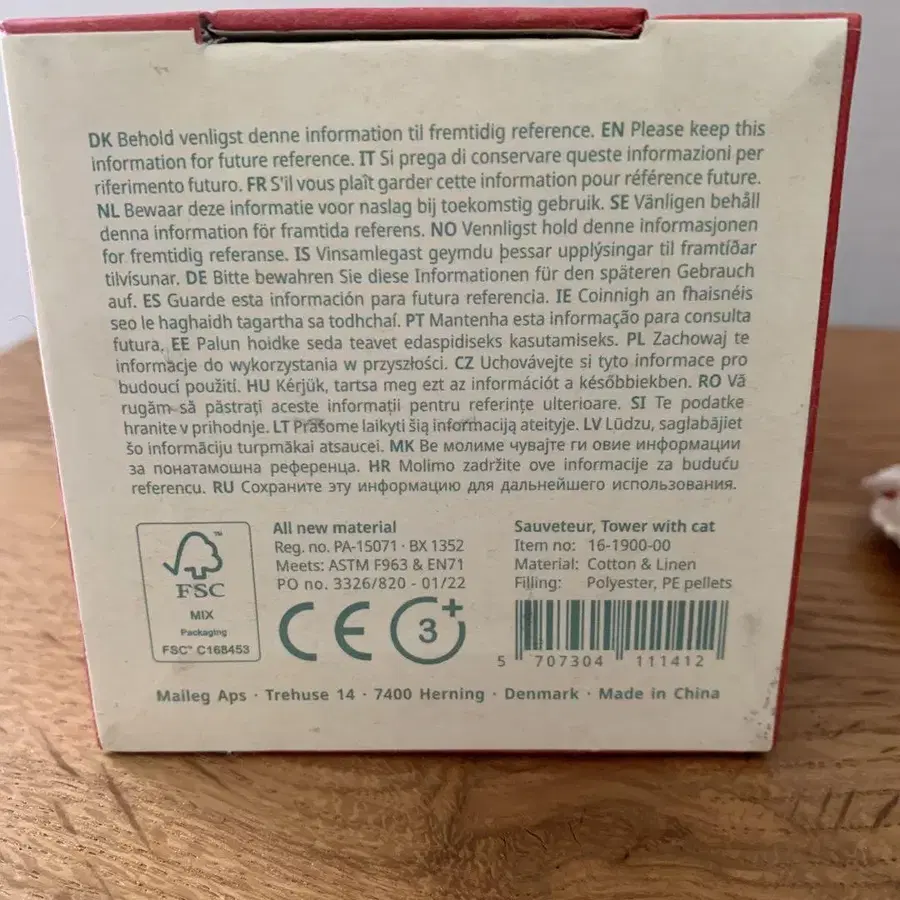 DK Behold venligst denne information til fremtidig reference. EN Please keep this
information for future reference. IT Si prega di conservare queste informazioni per
riferimento futuro. FR S'il vous plaît garder cette information pour référence future.
NL Bewaar deze informatie voor naslag bij toekomstig gebruik. SE Vänligen behåll
denna information för framtida referens. NO Vennligst hold denne informasjonen
for fremtidig referanse. IS Vinsamlegast geymdu þessar upplýsingar til framtíðar
tilvísunar. DE Bitte bewahren Sie diese Informationen für den späteren Gebrauch
auf. ES Guarde esta información para futura referencia. IE Coinnigh an fhaisnéis
seo le haghaidh tagartha sa todhchaí. PT Mantenha esta informação para consulta
futura. EE Palun hoidke seda teavet edaspidiseks kasutamiseks. PL Zachowaj te
informacje do wykorzystania w przyszłości. CZ Uchovávejte si tyto informace pro
budoucí použití. HU Kérjük, tartsa meg ezt az információt a későbbiekben. RO Vă
rugăm să păstrați aceste informații pentru referințe ulterioare. SI Te podatke
hranite v prihodnje. LT Prašome laikyti šią informaciją ateityje. LV Lūdzu, saglabājiet
šo informāciju turpmākai atsaucei. MK Ве молиме чувајте ги овие информации
за понатамошна референца. HR Molimo zadržite ove informacije za buduću
referencu. RU Сохраните эту информацию для дальнейшего использования.
FSC™
MIX
Packaging
FSC™ C168453
All new material
Reg. no. PA-15071 · BX 1352
Meets: ASTM F963 & EN71
PO no. 3326/820 - 01/22
CE 3+
Sauveteur, Tower with cat
Item no: 16-1900-00
Material: Cotton & Linen
Filling: Polyester, PE pellets
5 707304 111412
Maileg Aps · Trehuse 14 · 7400 Herning · Denmark · Made in China